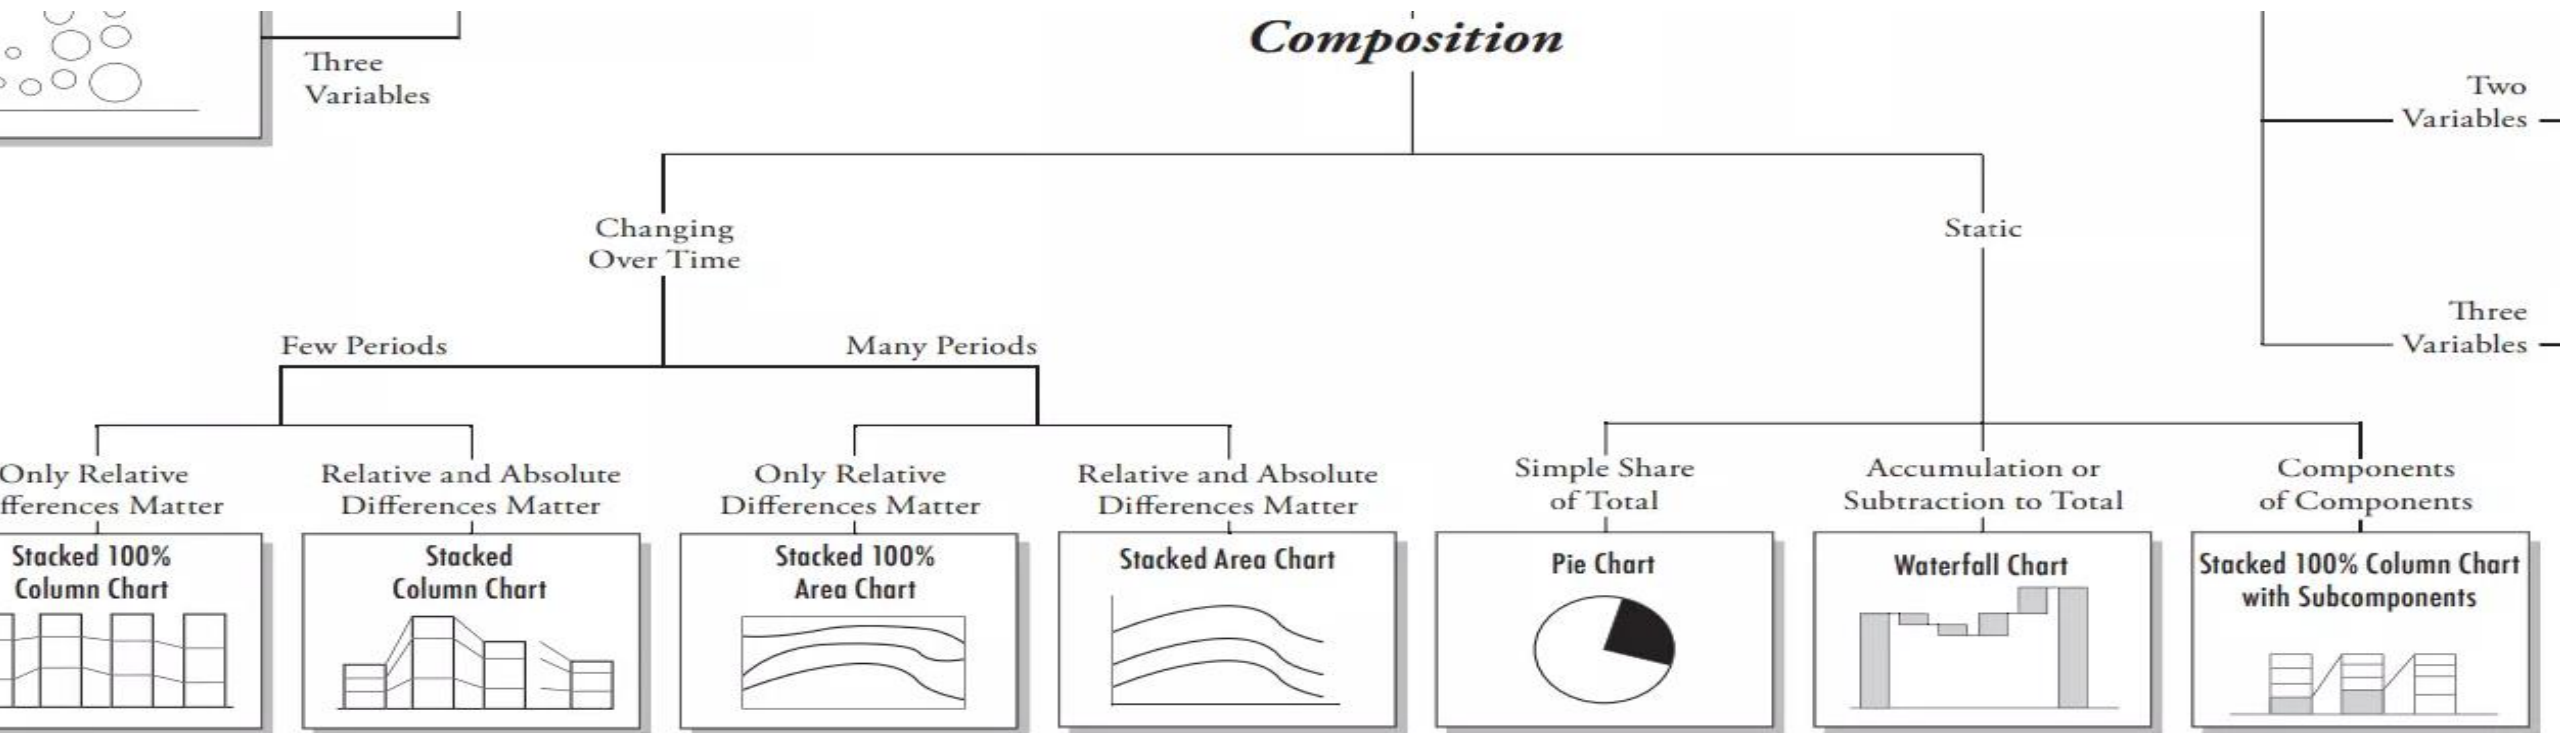 Composition
Three
Variables
Two
Variables
Changing
Over Time
Static
Three
Variables
Few Periods
Many Periods
Only Relative
fferences Matter
Relative and Absolute
Differences Matter
Only Relative
Differences Matter
Relative and Absolute
Differences Matter
Simple Share
of Total
Accumulation or
Subtraction to Total
Components
of Components
Stacked 100%
Column Chart
Stacked
Column Chart
Stacked 100%
Area Chart
Stacked Area Chart
Pie Chart
Waterfall Chart
Stacked 100% Column Chart
with Subcomponents